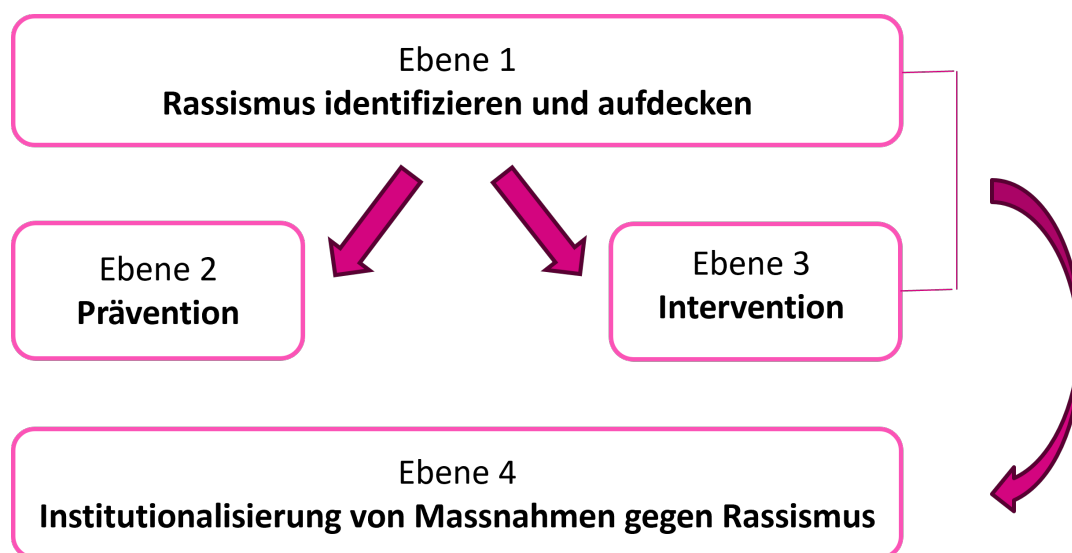 Ebene 1
Rassismus identifizieren und aufdecken
Ebene 2
Prävention
Ebene 3
Intervention
Ebene 4
Institutionalisierung von Massnahmen gegen Rassismus